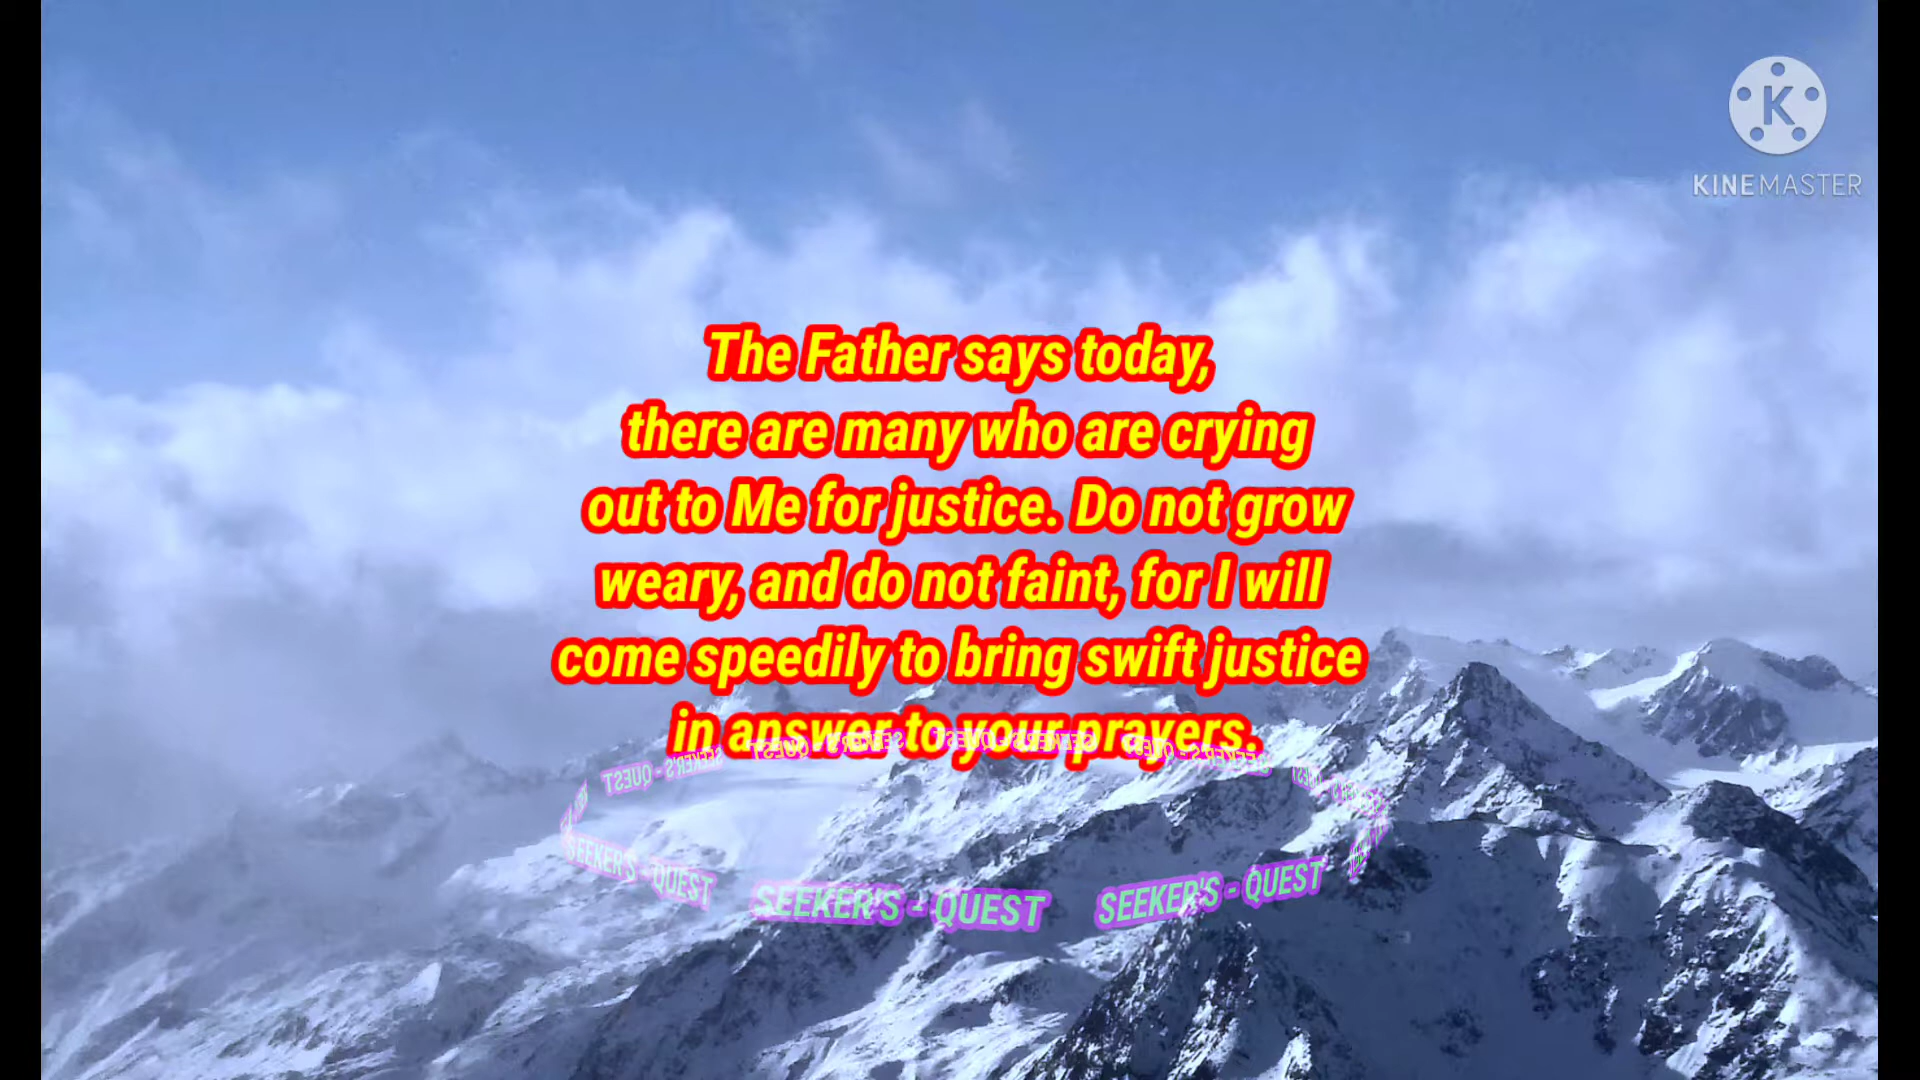 K
KINEMASTER
The Father says today,
there are many who are crying
out to Me for justice. Do not grow
weary, and do not faint, for I will
come speedily to bring swift justice
in answer to your prayers.
QUEST - SEEKER'S
SEEKER'S - QUEST
SEEKER'S - QUEST
SEEKER'S - QUEST